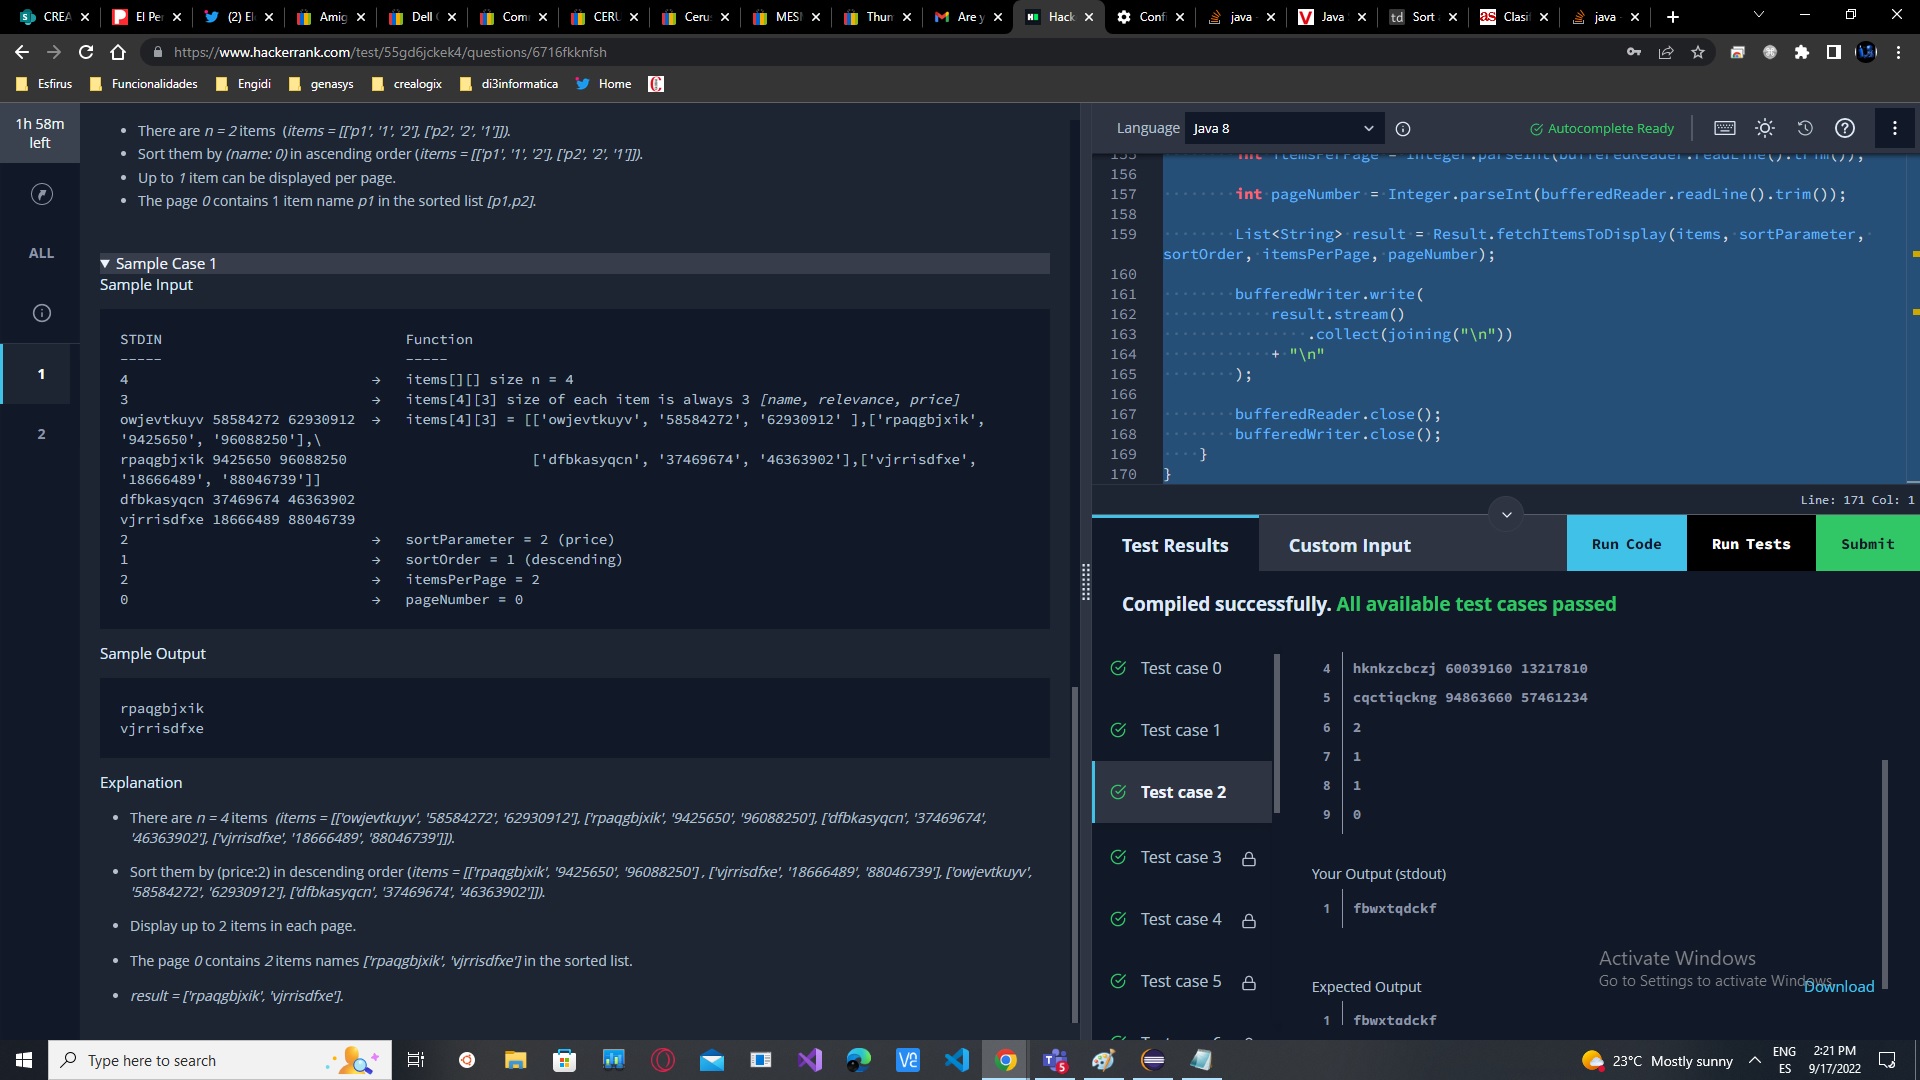 CREA
El Pe
(2) El
Amig
Dell
Com
CERU
Ceru
MESI
Thun
Are y
Hack
Conf
java
Java
Sort
Clasif
java
https://www.hackerrank.com/test/55gd6jckek4/questions/6716fkknfsh
Esfirus
Funcionalidades
Engidi
genasys
crealogix
di3informatica
Home
1h 58m
left
ALL
1
2
• There are n = 2 items (items = [['p1', '1', '2'], ['p2', '2', '1']]).
• Sort them by (name: 0) in ascending order (items = [['p1', '1', '2'], ['p2', '2', '1']]).
• Up to 1 item can be displayed per page.
• The page 0 contains 1 item name p1 in the sorted list [p1,p2].
▼ Sample Case 1
Sample Input
STDIN Function
----- -----
4 → items[][] size n = 4
3 → items[4][3] size of each item is always 3 [name, relevance, price]
owjevtkuyv 58584272 62930912 → items[4][3] = [['owjevtkuyv', '58584272', '62930912' ],['rpaqgbjxik',
'9425650', '96088250'],\
rpaqgbjxik 9425650 96088250 ['dfbkasyqcn', '37469674', '46363902'],['vjrrisdfxe',
'18666489', '88046739']]
dfbkasyqcn 37469674 46363902
vjrrisdfxe 18666489 88046739
2 → sortParameter = 2 (price)
1 → sortOrder = 1 (descending)
2 → itemsPerPage = 2
0 → pageNumber = 0
Sample Output
rpaqgbjxik
vjrrisdfxe
Explanation
• There are n = 4 items (items = [['owjevtkuyv', '58584272', '62930912'], ['rpaqgbjxik', '9425650', '96088250'], ['dfbkasyqcn', '37469674',
'46363902'], ['vjrrisdfxe', '18666489', '88046739']]).
• Sort them by (price:2) in descending order (items = [['rpaqgbjxik', '9425650', '96088250'] , ['vjrrisdfxe', '18666489', '88046739'], ['owjevtkuyv',
'58584272', '62930912'], ['dfbkasyqcn', '37469674', '46363902']]).
• Display up to 2 items in each page.
• The page 0 contains 2 items names ['rpaqgbjxik', 'vjrrisdfxe'] in the sorted list.
• result = ['rpaqgbjxik', 'vjrrisdfxe'].
Language Java 8 Autocomplete Ready
155 int itemsPerPage = Integer.parseInt(bufferedReader.readLine().trim());
156
157 int pageNumber = Integer.parseInt(bufferedReader.readLine().trim());
158
159 List<String> result = Result.fetchItemsToDisplay(items, sortParameter,
sortOrder, itemsPerPage, pageNumber);
160
161 bufferedWriter.write(
162 result.stream()
163 .collect(joining("\n"))
164 + "\n"
165 );
166
167 bufferedReader.close();
168 bufferedWriter.close();
169 }
170 }
Line: 171 Col: 1
Test Results Custom Input Run Code Run Tests Submit
Compiled successfully. All available test cases passed
Test case 0
Test case 1
Test case 2
Test case 3
Test case 4
Test case 5
4 hknkzcbczj 60039160 13217810
5 cqctiqckng 94863660 57461234
6 2
7 1
8 1
9 0
Your Output (stdout)
1 fbwxtqdckf
Activate Windows
Go to Settings to activate Windows.
Expected Output
Download
1 fbwxtqdckf
Type here to search
5
23°C Mostly sunny
ENG
ES
2:21 PM
9/17/2022